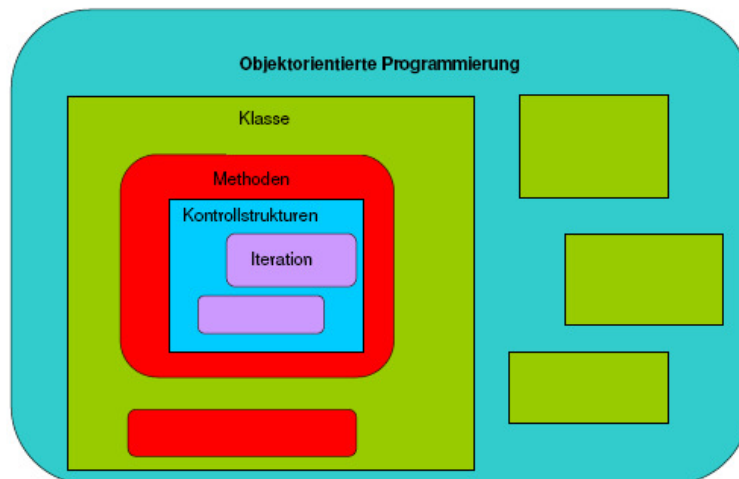 Objektorientierte Programmierung
Klasse
Methoden
Kontrollstrukturen
Iteration